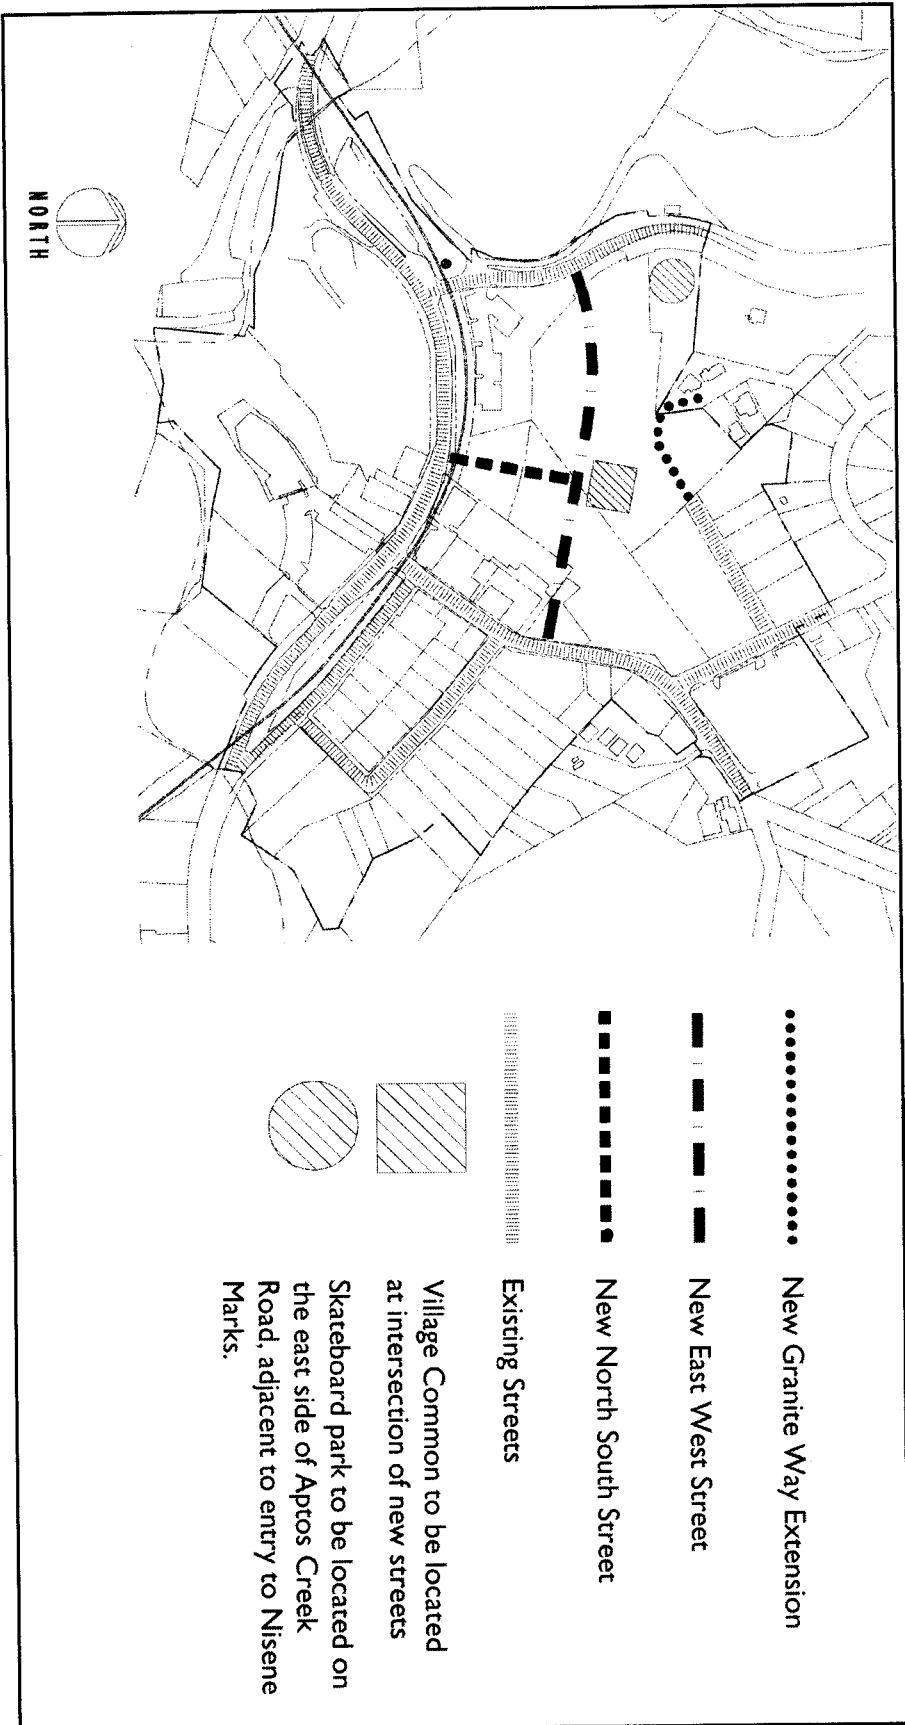 NORTH
New Granite Way Extension
New East West Street
New North South Street
Existing Streets
Village Common to be located
at intersection of new streets
Skateboard park to be located on
the east side of Aptos Creek
Road, adjacent to entry to Nisene
Marks.